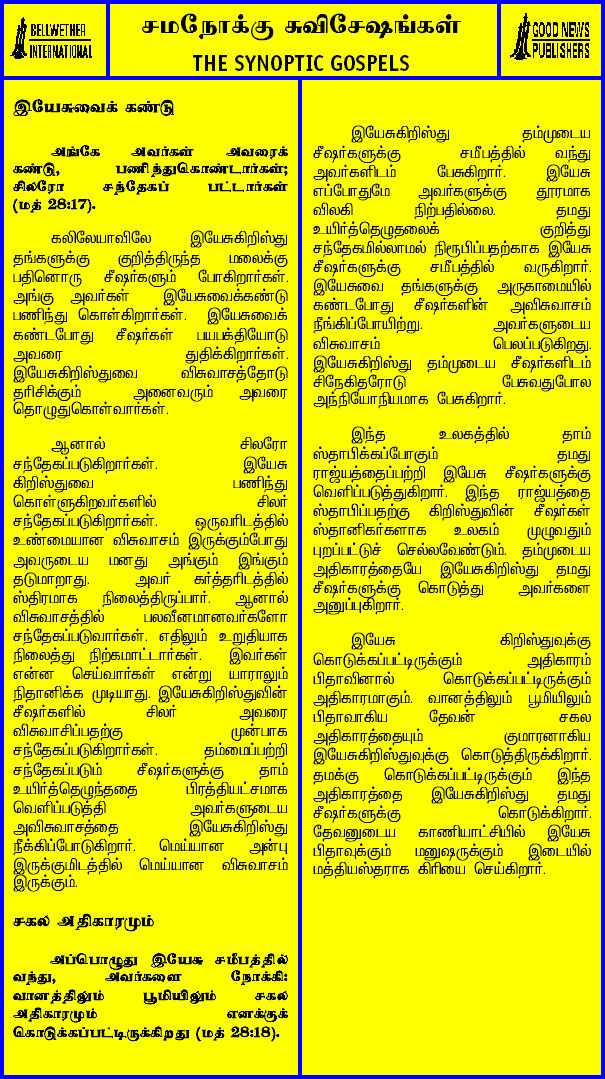 BELLWETHER
INTERNATIONAL
சமநோக்கு சுவிசேஷங்கள்
THE SYNOPTIC GOSPELS
GOOD NEWS
PUBLISHERS
இயேசுவைக் கண்டு
அங்கே அவர்கள் அவரைக்
கண்டு, பணிந்துகொண்டார்கள்;
சிலரோ சந்தேகப் பட்டார்கள்
(மத் 28:17).
கலிலேயாவிலே இயேசுகிறிஸ்து
தங்களுக்கு குறித்திருந்த மலைக்கு
பதினொரு சீஷர்களும் போகிறார்கள்.
அங்கு அவர்கள் இயேசுவைக்கண்டு
பணிந்து கொள்கிறார்கள். இயேசுவைக்
கண்டபோது சீஷர்கள் பயபக்தியோடு
அவரை துதிக்கிறார்கள்.
இயேசுகிறிஸ்துவை விசுவாசத்தோடு
தரிசிக்கும் அனைவரும் அவரை
தொழுதுகொள்வார்கள்.
ஆனால் சிலரோ
சந்தேகப்படுகிறார்கள். இயேசு
கிறிஸ்துவை பணிந்து
கொள்ளுகிறவர்களில் சிலர்
சந்தேகப்படுகிறார்கள். ஒருவரிடத்தில்
உண்மையான விசுவாசம் இருக்கும்போது
அவருடைய மனது அங்கும் இங்கும்
தடுமாறாது. அவர் கர்த்தரிடத்தில்
ஸ்திரமாக நிலைத்திருப்பார். ஆனால்
விசுவாசத்தில் பலவீனமானவர்களோ
சந்தேகப்படுவார்கள். எதிலும் உறுதியாக
நிலைத்து நிற்கமாட்டார்கள். இவர்கள்
என்ன செய்வார்கள் என்று யாராலும்
நிதானிக்க முடியாது. இயேசுகிறிஸ்துவின்
சீஷர்களில் சிலர் அவரை
விசுவாசிப்பதற்கு முன்பாக
சந்தேகப்படுகிறார்கள். தம்மைப்பற்றி
சந்தேகப்படும் சீஷர்களுக்கு தாம்
உயிர்த்தெழுந்ததை பிரத்தியட்சமாக
வெளிப்படுத்தி அவர்களுடைய
அவிசுவாசத்தை இயேசுகிறிஸ்து
நீக்கிப்போடுகிறார். மெய்யான அன்பு
இருக்குமிடத்தில் மெய்யான விசுவாசம்
இருக்கும்.
சகல அதிகாரமும்
அப்பொழுது இயேசு சமீபத்தில்
வந்து, அவர்களை நோக்கி:
வானத்திலும் பூமியிலும் சகல
அதிகாரமும் எனக்குக்
கொடுக்கப்பட்டிருக்கிறது (மத் 28:18).
இயேசுகிறிஸ்து தம்முடைய
சீஷர்களுக்கு சமீபத்தில் வந்து
அவர்களிடம் பேசுகிறார். இயேசு
எப்போதுமே அவர்களுக்கு தூரமாக
விலகி நிற்பதில்லை. தமது
உயிர்த்தெழுதலைக் குறித்து
சந்தேகமில்லாமல் நிரூபிப்பதற்காக இயேசு
சீஷர்களுக்கு சமீபத்தில் வருகிறார்.
இயேசுவை தங்களுக்கு அருகாமையில்
கண்டபோது சீஷர்களின் அவிசுவாசம்
நீங்கிப்போயிற்று. அவர்களுடைய
விசுவாசம் பெலப்படுகிறது.
இயேசுகிறிஸ்து தம்முடைய சீஷர்களிடம்
சிநேகிதரோடு பேசுவதுபோல
அந்நியோநியமாக பேசுகிறார்.
இந்த உலகத்தில் தாம்
ஸ்தாபிக்கப்போகும் தமது
ராஜ்யத்தைப்பற்றி இயேசு சீஷர்களுக்கு
வெளிப்படுத்துகிறார். இந்த ராஜ்யத்தை
ஸ்தாபிப்பதற்கு கிறிஸ்துவின் சீஷர்கள்
ஸ்தானிகர்களாக உலகம் முழுவதும்
புறப்பட்டுச் செல்லவேண்டும். தம்முடைய
அதிகாரத்தையே இயேசுகிறிஸ்து தமது
சீஷர்களுக்கு கொடுத்து அவர்களை
அனுப்புகிறார்.
இயேசு கிறிஸ்துவுக்கு
கொடுக்கப்பட்டிருக்கும் அதிகாரம்
பிதாவினால் கொடுக்கப்பட்டிருக்கும்
அதிகாரமாகும். வானத்திலும் பூமியிலும்
பிதாவாகிய தேவன் சகல
அதிகாரத்தையும் குமாரனாகிய
இயேசுகிறிஸ்துவுக்கு கொடுத்திருக்கிறார்.
தமக்கு கொடுக்கப்பட்டிருக்கும் இந்த
அதிகாரத்தை இயேசுகிறிஸ்து தமது
சீஷர்களுக்கு கொடுக்கிறார்.
தேவனுடைய காணியாட்சியில் இயேசு
பிதாவுக்கும் மனுஷருக்கும் இடையில்
மத்தியஸ்தராக கிரியை செய்கிறார்.